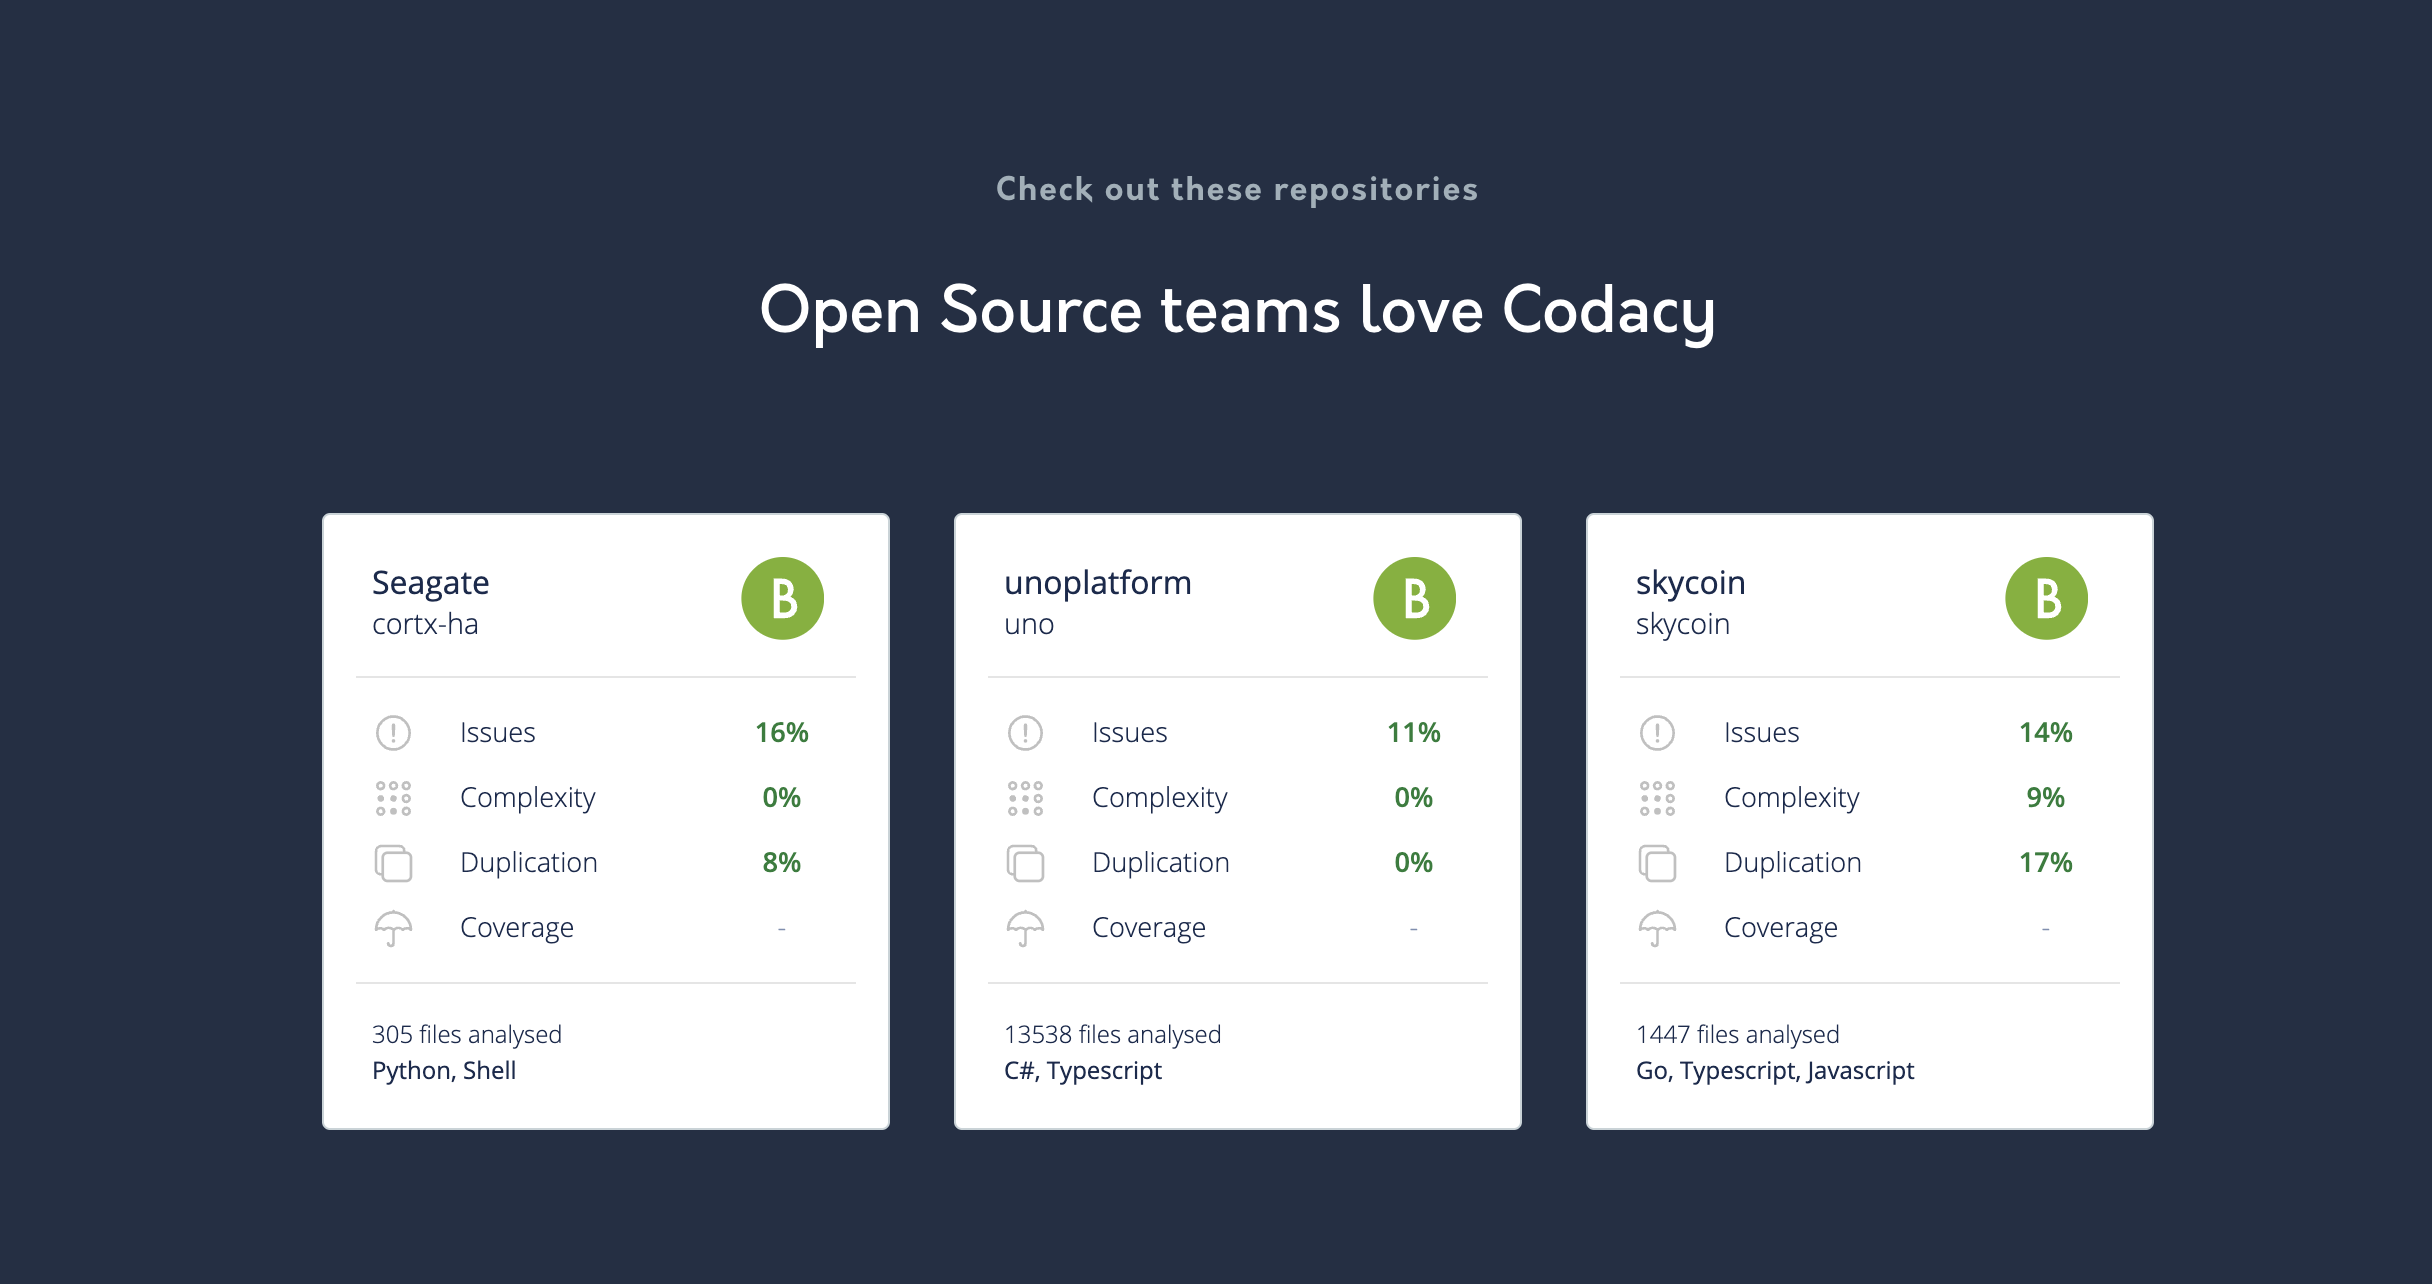 Check out these repositories
Open Source teams love Codacy
Seagate
cortx-ha
B
Issues 16%
Complexity 0%
Duplication 8%
Coverage -
305 files analysed
Python, Shell
unoplatform
uno
B
Issues 11%
Complexity 0%
Duplication 0%
Coverage -
13538 files analysed
C#, Typescript
skycoin
skycoin
B
Issues 14%
Complexity 9%
Duplication 17%
Coverage -
1447 files analysed
Go, Typescript, Javascript